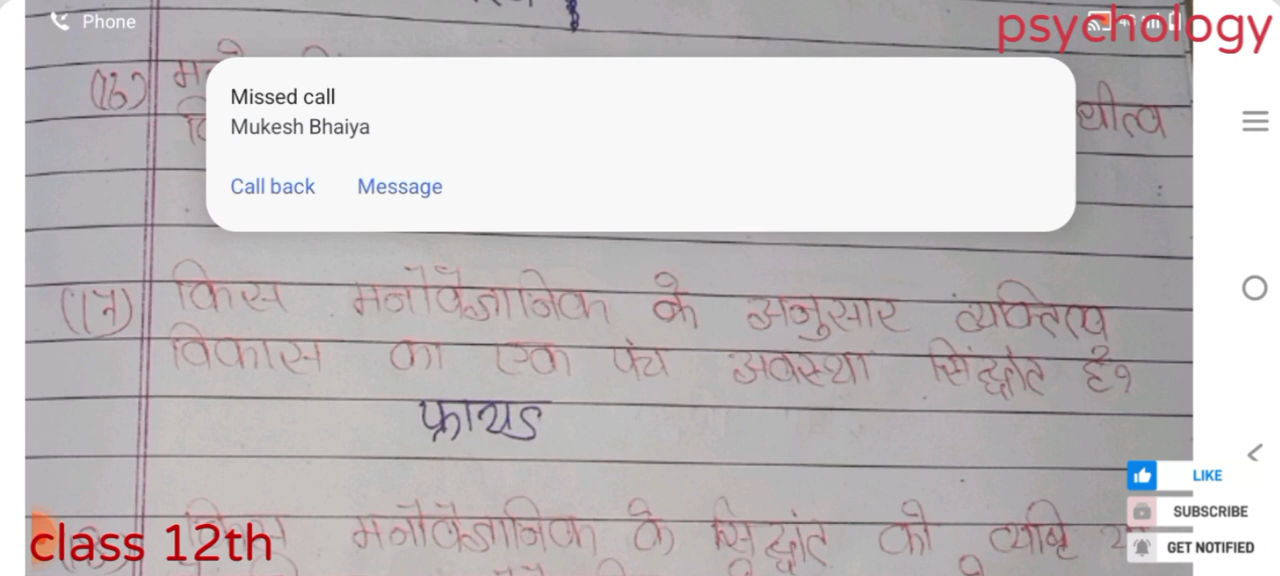 Phone
psychology
(16)
Missed call
Mukesh Bhaiya
थीत्व
Call back Message
(17) किस मनोवैज्ञानिक के अनुसार व्यक्तित्व
विकास का एक पंच अवस्था सिद्धांत है?
फ्रायड
LIKE
SUBSCRIBE
GET NOTIFIED
class 12th
किस मनोवैज्ञानिक के सिद्धांत को व्यष्टि